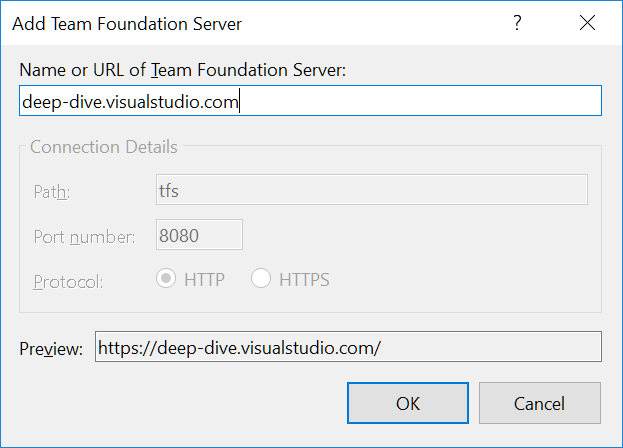 Add Team Foundation Server ?
Name or URL of Team Foundation Server:
deep-dive.visualstudio.com
Connection Details
Path: tfs
Port number: 8080
Protocol: HTTP HTTPS
Preview: https://deep-dive.visualstudio.com/
OK Cancel